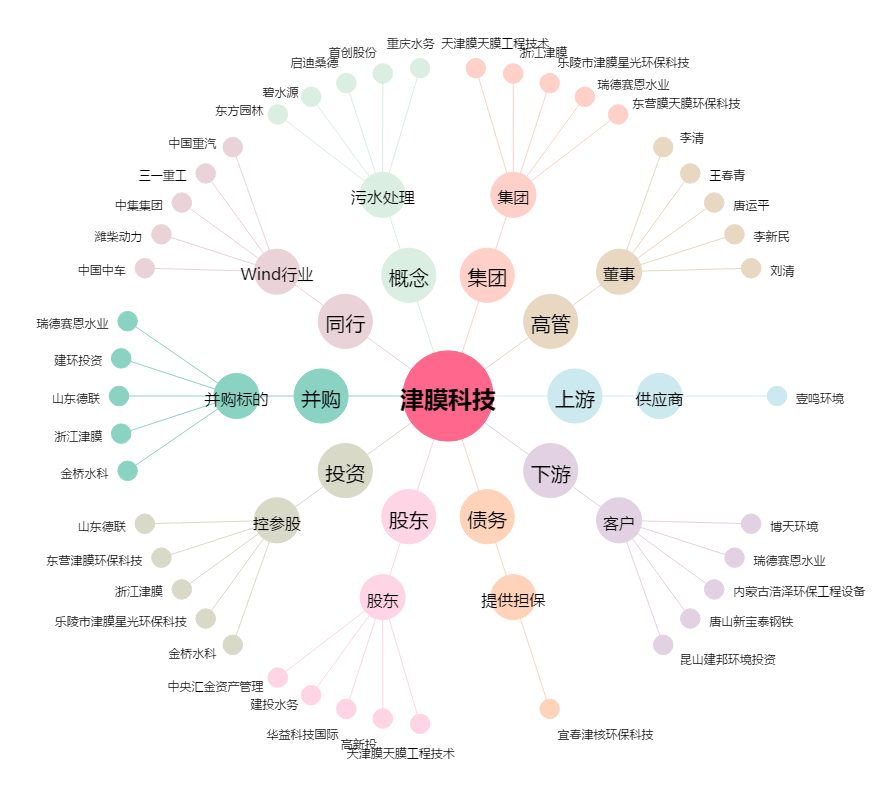 津膜科技
概念
污水处理
东方园林
碧水源
启迪桑德
首创股份
重庆水务
集团
集团
天津膜天膜工程技术
浙江津膜
乐陵市津膜星光环保科技
瑞德赛恩水业
东营膜天膜环保科技
高管
董事
李清
王春青
唐运平
李新民
刘清
上游
供应商
壹鸣环境
下游
客户
博天环境
瑞德赛恩水业
内蒙古浩泽环保工程设备
唐山新宝泰钢铁
昆山建邦环境投资
债务
提供担保
宜春津核环保科技
股东
股东
天津膜天膜工程技术
高新投
华益科技国际
建投水务
中央汇金资产管理
投资
控参股
金桥水科
乐陵市津膜星光环保科技
浙江津膜
东营津膜环保科技
山东德联
并购
并购标的
金桥水科
浙江津膜
山东德联
建环投资
瑞德赛恩水业
同行
Wind行业
中国中车
潍柴动力
中集集团
三一重工
中国重汽